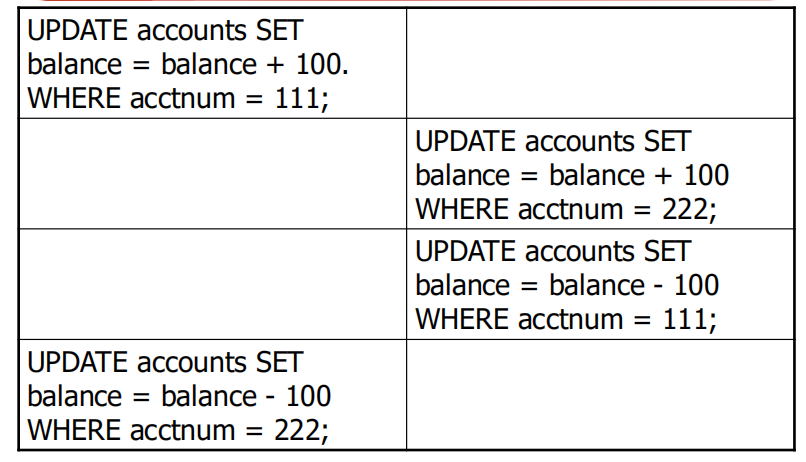 UPDATE accounts SET
balance = balance + 100.
WHERE acctnum = 111;
UPDATE accounts SET
balance = balance + 100
WHERE acctnum = 222;
UPDATE accounts SET
balance = balance - 100
WHERE acctnum = 111;
UPDATE accounts SET
balance = balance - 100
WHERE acctnum = 222;